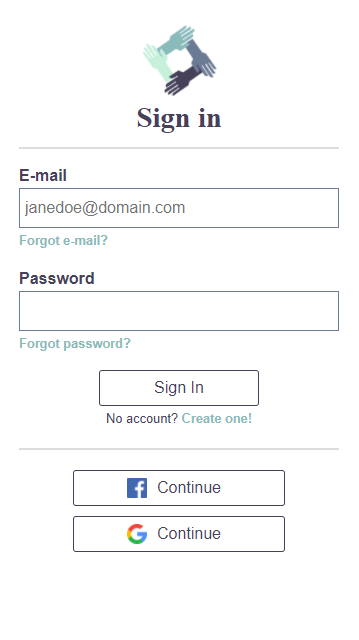 Sign in
E-mail
janedoe@domain.com
Forgot e-mail?
Password
Forgot password?
Sign In
No account? Create one!
Continue
Continue